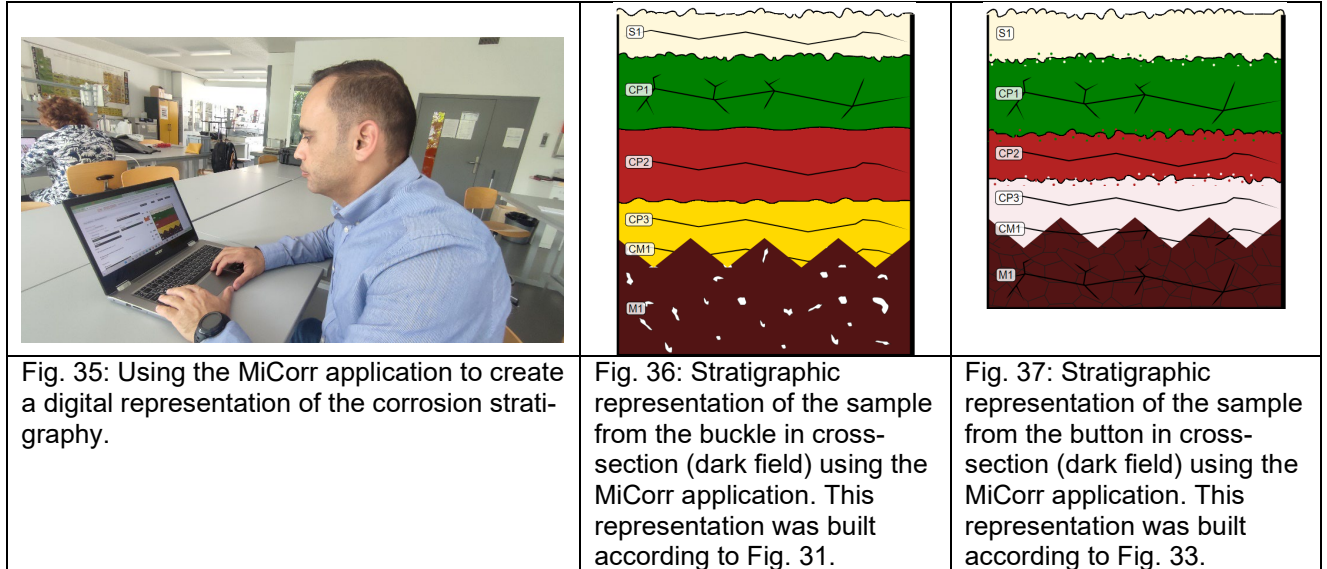 S1
CP1
CP2
CP3
CM1
M1
S1
CP1
CP2
CP3
CM1
M1
Fig. 35: Using the MiCorr application to create
a digital representation of the corrosion strati-
graphy.
Fig. 36: Stratigraphic
representation of the sample
from the buckle in cross-
section (dark field) using the
MiCorr application. This
representation was built
according to Fig. 31.
Fig. 37: Stratigraphic
representation of the sample
from the button in cross-
section (dark field) using the
MiCorr application. This
representation was built
according to Fig. 33.